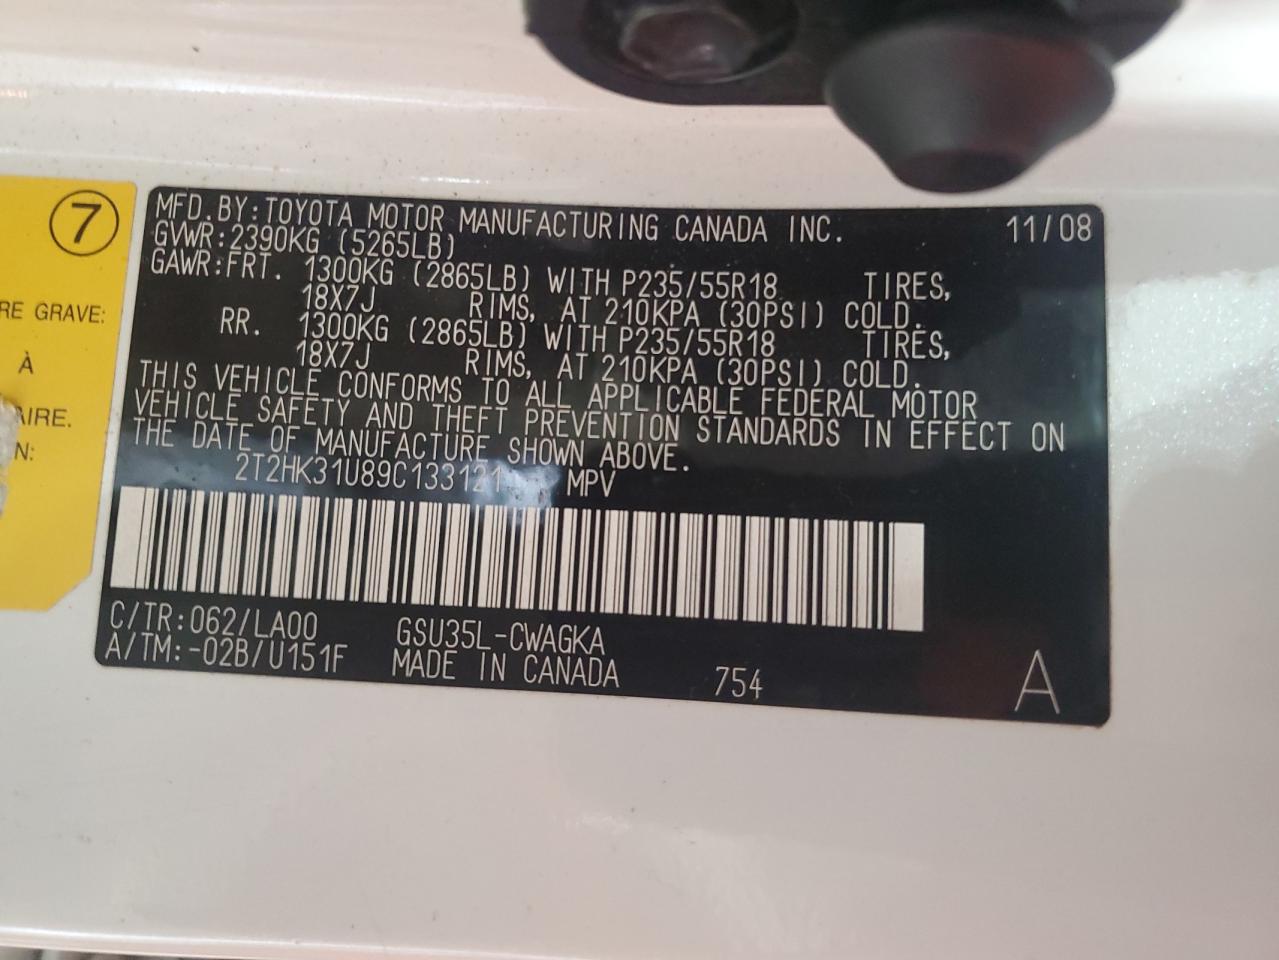 7
RE GRAVE:
À
AIRE.
N:
MFD.BY:TOYOTA MOTOR MANUFACTURING CANADA INC. 11/08
GVWR:2390KG (5265LB)
GAWR:FRT. 1300KG (2865LB) WITH P235/55R18 TIRES,
18X7J RIMS, AT 210KPA (30PSI) COLD.
RR. 1300KG (2865LB) WITH P235/55R18 TIRES,
18X7J RIMS, AT 210KPA (30PSI) COLD.
THIS VEHICLE CONFORMS TO ALL APPLICABLE FEDERAL MOTOR
VEHICLE SAFETY AND THEFT PREVENTION STANDARDS IN EFFECT ON
THE DATE OF MANUFACTURE SHOWN ABOVE.
2T2HK31U89C133121 MPV
C/TR:062/LA00 GSU35L-CWAGKA
A/TM:-02B/U151F MADE IN CANADA 754 A